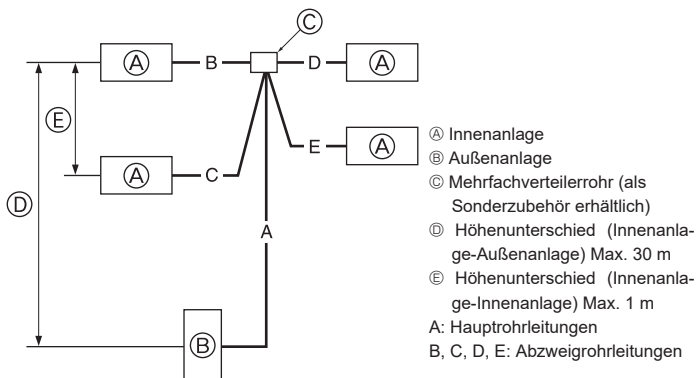 Ⓒ
Ⓐ B D Ⓐ
Ⓔ
Ⓐ C E Ⓐ
Ⓓ
A
Ⓑ
Ⓐ Innenanlage
Ⓑ Außenanlage
Ⓒ Mehrfachverteilerrohr (als
Sonderzubehör erhältlich)
Ⓓ Höhenunterschied (Innenanla-
ge-Außenanlage) Max. 30 m
Ⓔ Höhenunterschied (Innenanla-
ge-Innenanlage) Max. 1 m
A: Hauptrohrleitungen
B, C, D, E: Abzweigrohrleitungen